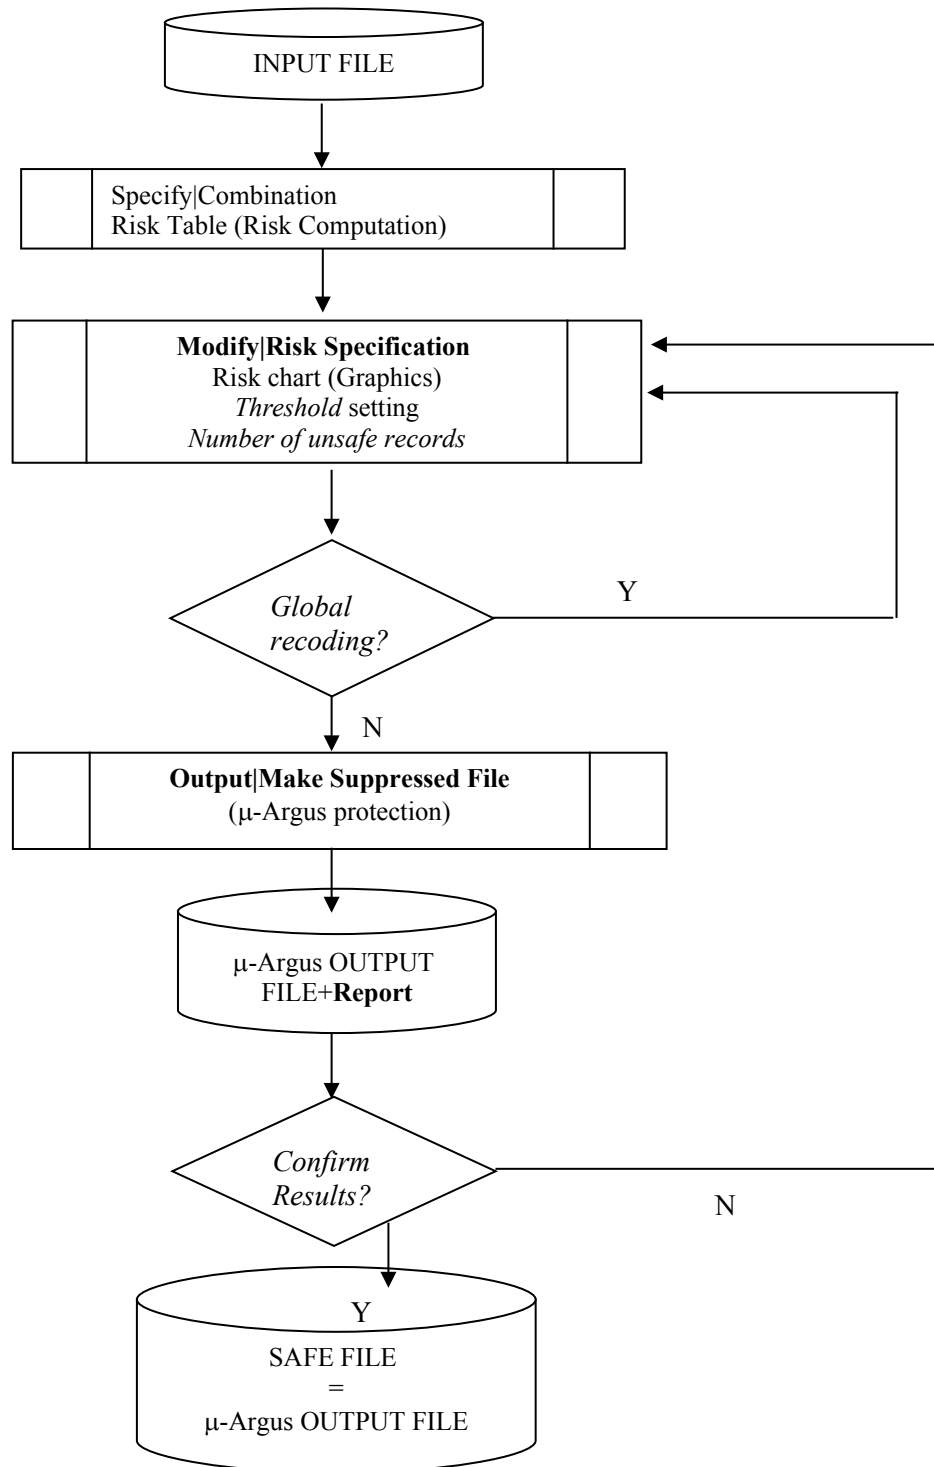 INPUT FILE
Specify|Combination
Risk Table (Risk Computation)
Modify|Risk Specification
Risk chart (Graphics)
Threshold setting
Number of unsafe records
Global
recoding?
Y
N
Output|Make Suppressed File
(μ-Argus protection)
μ-Argus OUTPUT
FILE+Report
Confirm
Results?
N
Y
SAFE FILE
=
μ-Argus OUTPUT FILE